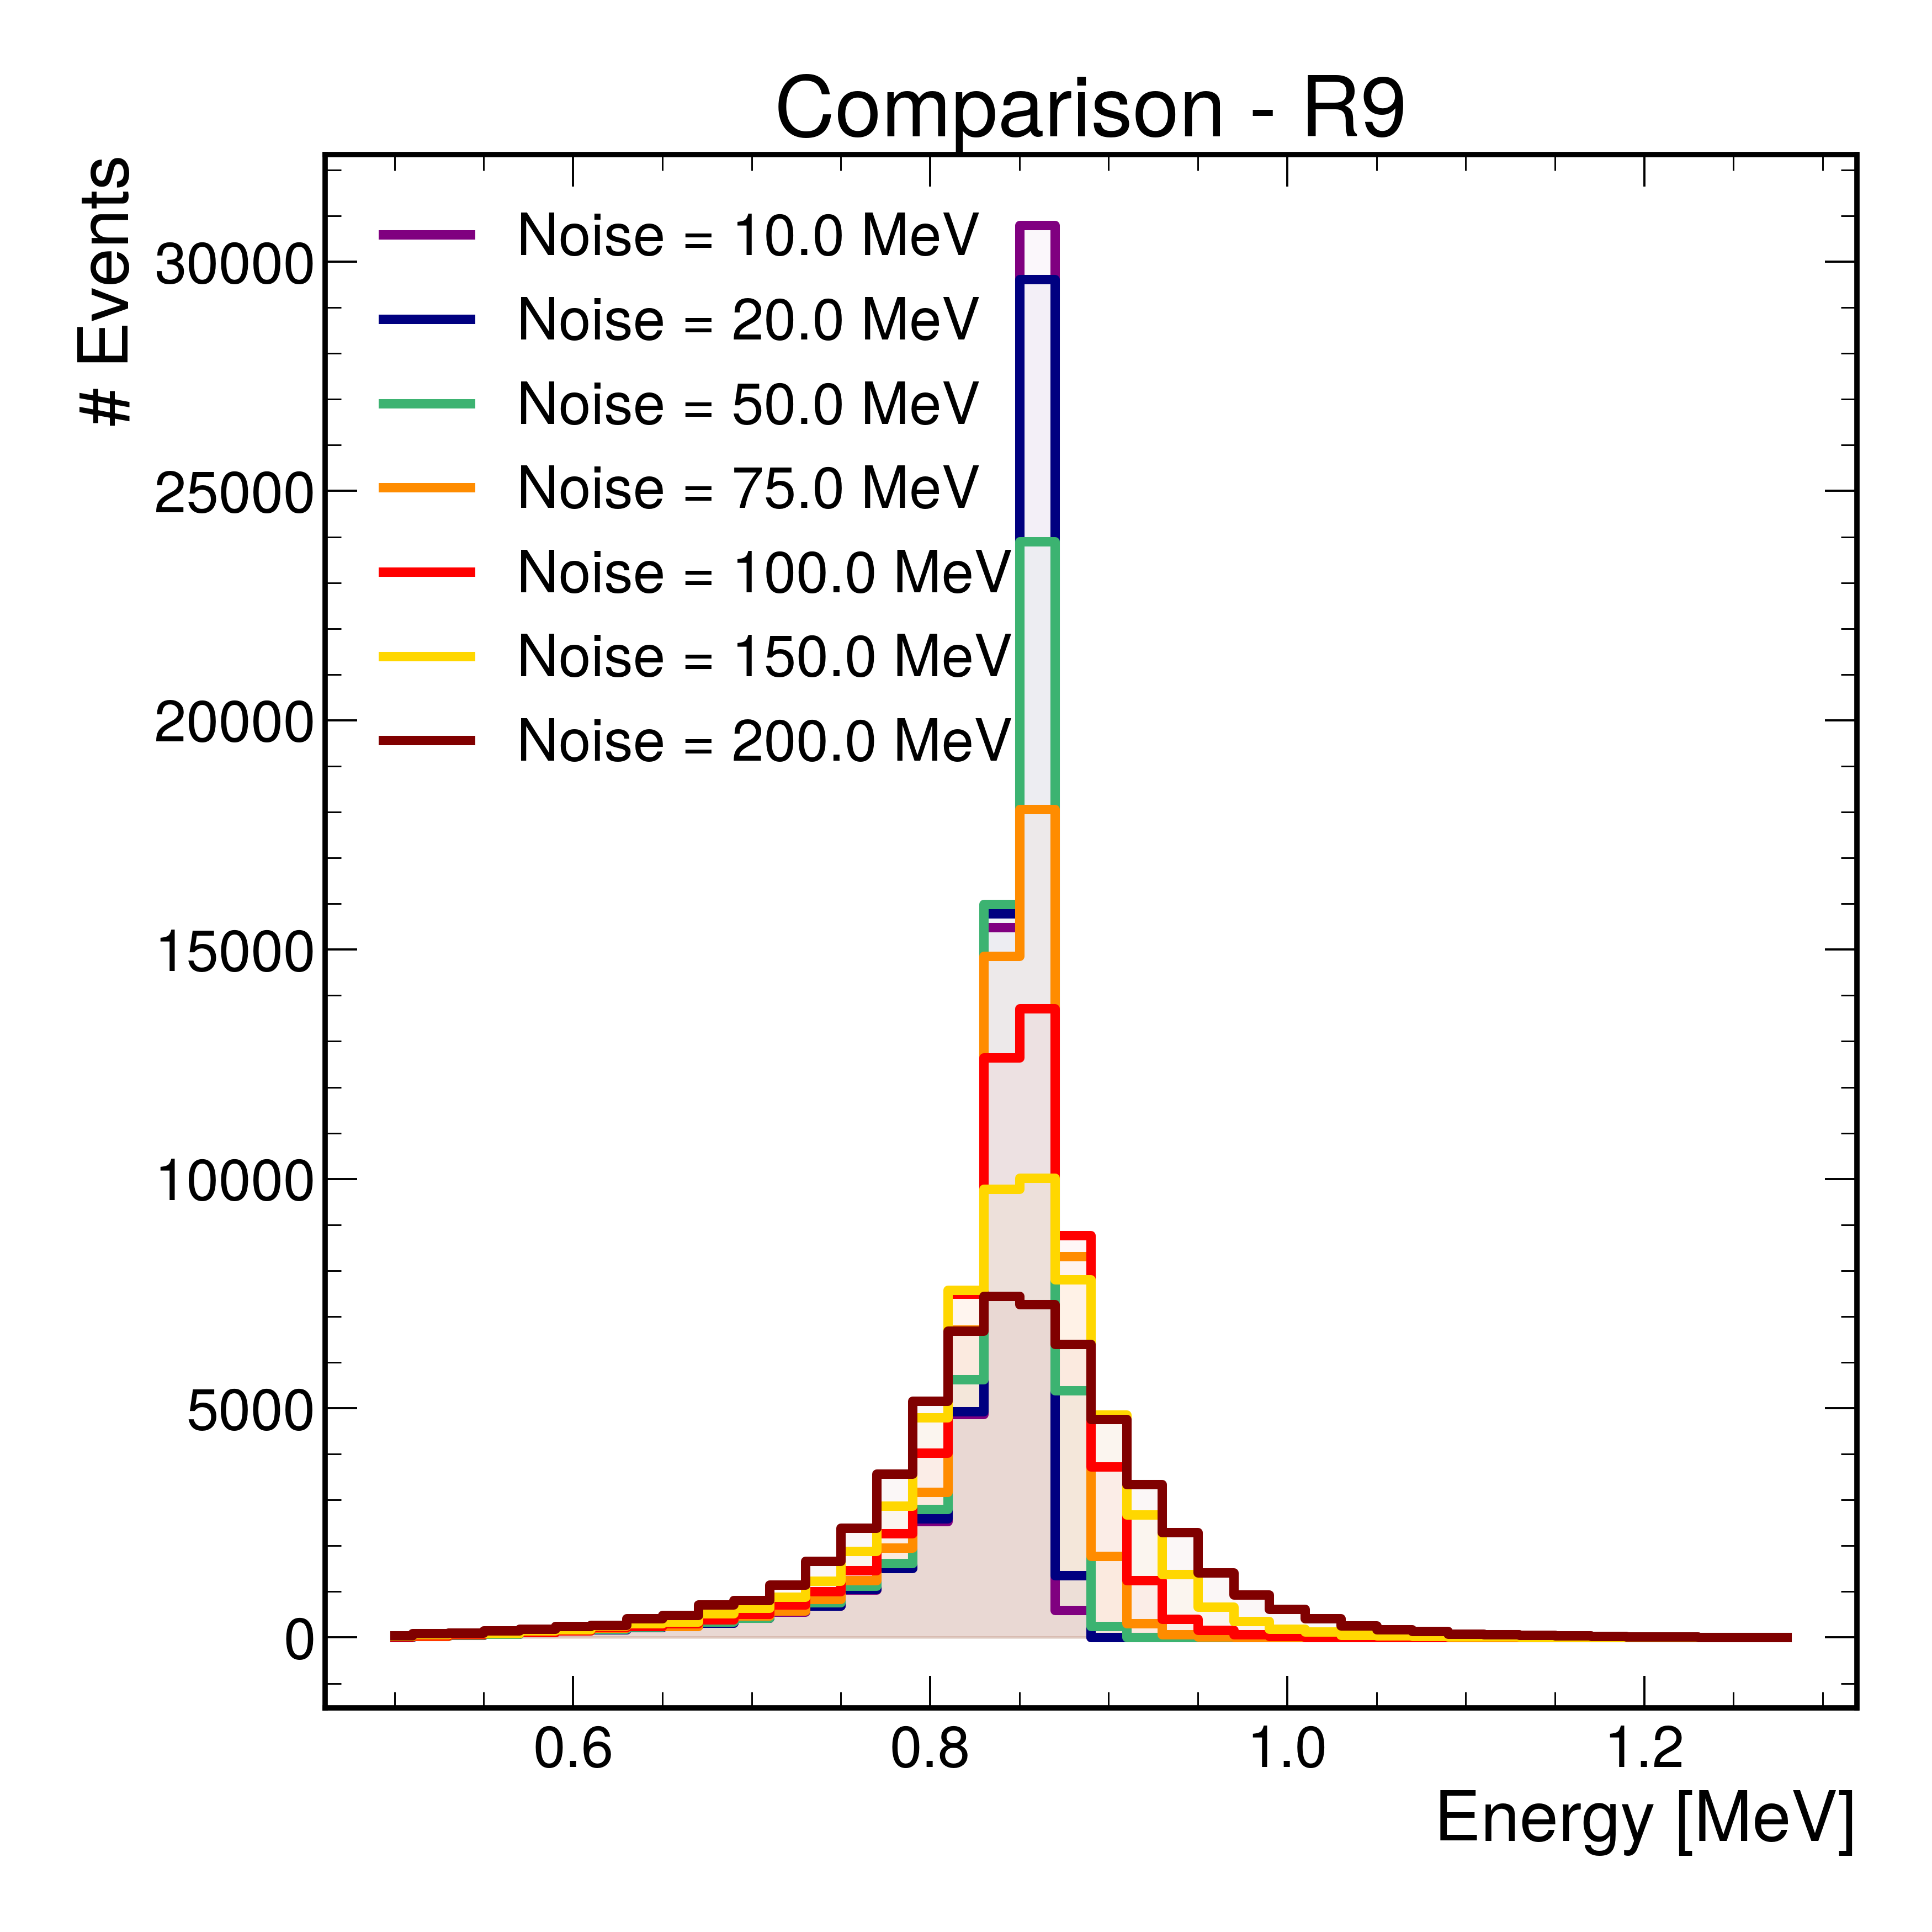 Comparison - R9
# Events
30000
25000
20000
15000
10000
5000
0
Noise = 10.0 MeV
Noise = 20.0 MeV
Noise = 50.0 MeV
Noise = 75.0 MeV
Noise = 100.0 MeV
Noise = 150.0 MeV
Noise = 200.0 MeV
0.6 0.8 1.0 1.2
Energy [MeV]